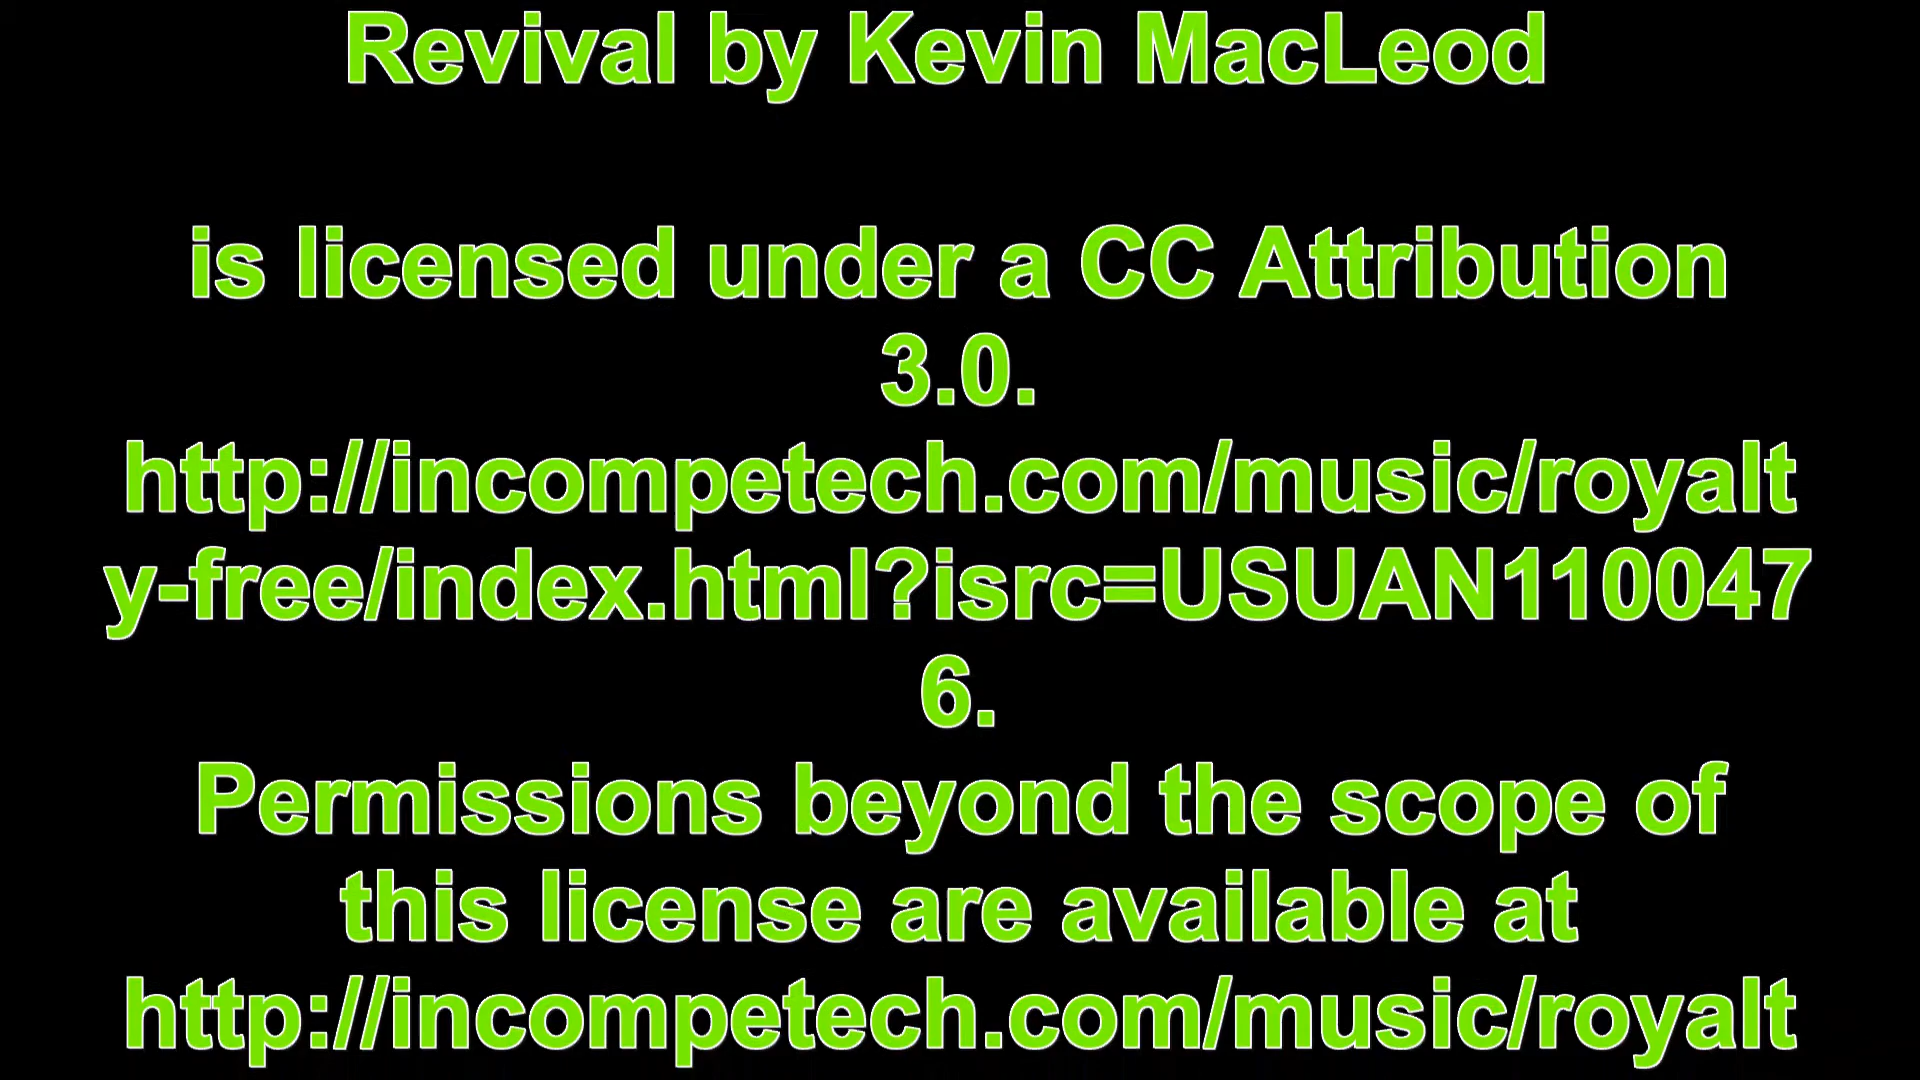 Revival by Kevin MacLeod
is licensed under a CC Attribution
3.0.
http://incompetech.com/music/royalt
y-free/index.html?isrc=USUAN110047
6.
Permissions beyond the scope of
this license are available at
http://incompetech.com/music/royalt